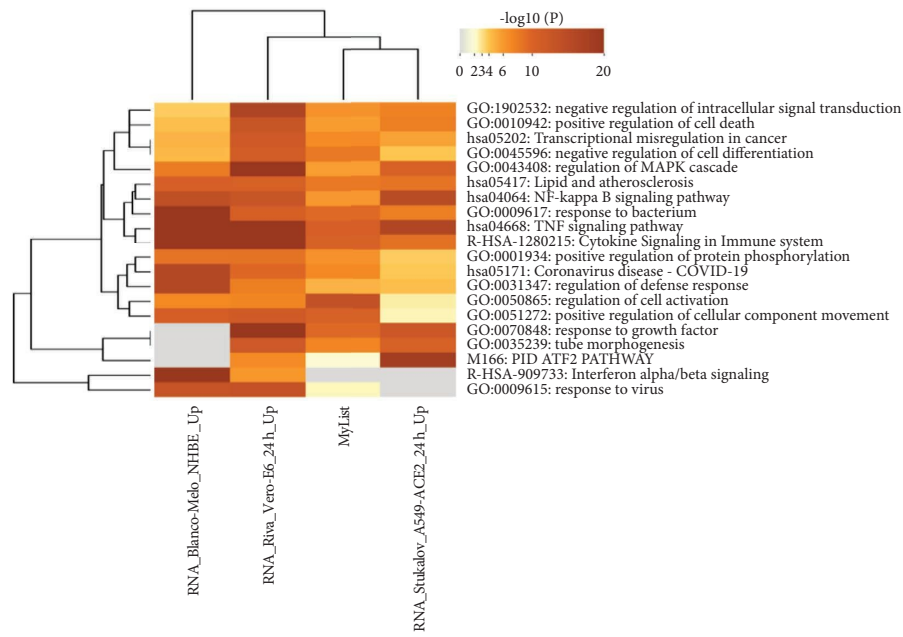 -log10 (P)
0 2 3 4 6 10 20
GO:1902532: negative regulation of intracellular signal transduction
GO:0010942: positive regulation of cell death
hsa05202: Transcriptional misregulation in cancer
GO:0045596: negative regulation of cell differentiation
GO:0043408: regulation of MAPK cascade
hsa05417: Lipid and atherosclerosis
hsa04064: NF-kappa B signaling pathway
GO:0009617: response to bacterium
hsa04668: TNF signaling pathway
R-HSA-1280215: Cytokine Signaling in Immune system
GO:0001934: positive regulation of protein phosphorylation
hsa05171: Coronavirus disease - COVID-19
GO:0031347: regulation of defense response
GO:0050865: regulation of cell activation
GO:0051272: positive regulation of cellular component movement
GO:0070848: response to growth factor
GO:0035239: tube morphogenesis
M166: PID ATF2 PATHWAY
R-HSA-909733: Interferon alpha/beta signaling
GO:0009615: response to virus
RNA_Blanco-Melo_NHBE_Up
RNA_Riva_Vero-E6_24 h_Up
MyList
RNA_Stukalov_A549-ACE2_24 h_Up